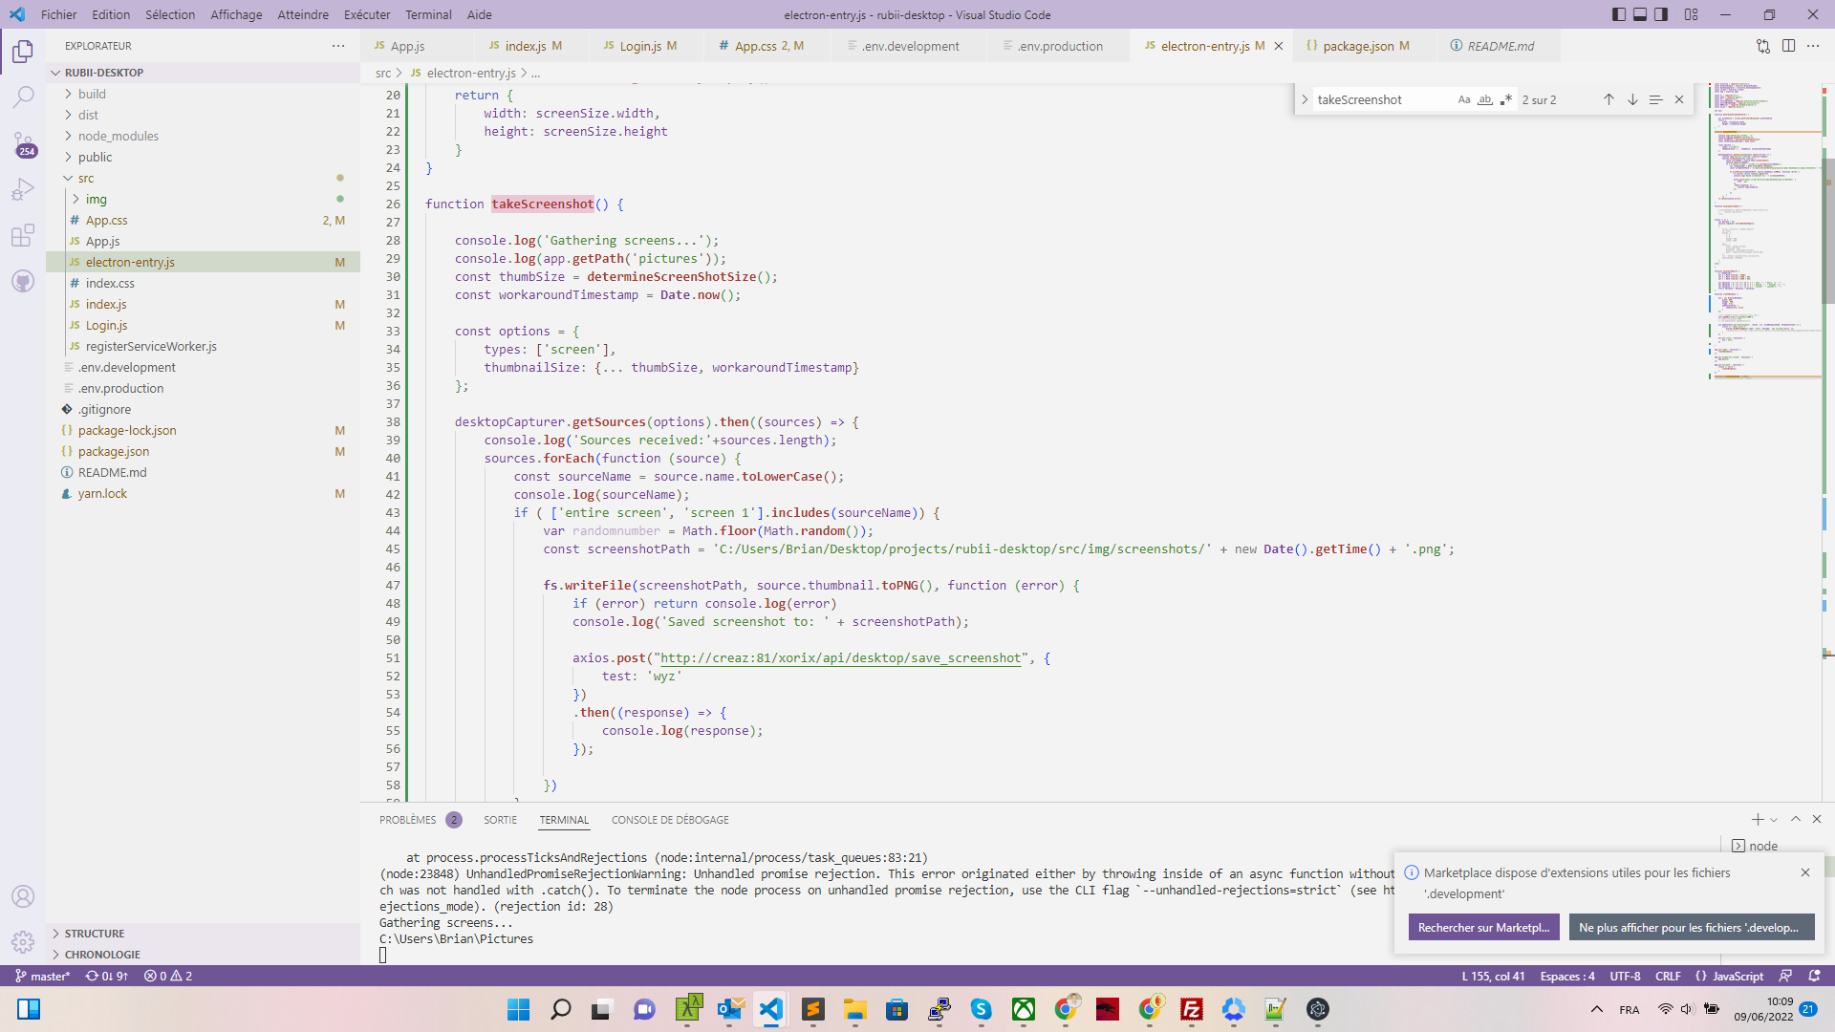 Fichier Edition Sélection Affichage Atteindre Exécuter Terminal Aide
electron-entry.js - rubii-desktop - Visual Studio Code
EXPLORATEUR
RUBII-DESKTOP
build
dist
node_modules
public
src
img
# App.css 2, M
JS App.js
JS electron-entry.js M
# index.css
JS index.js M
JS Login.js M
JS registerServiceWorker.js
.env.development
.env.production
.gitignore
{} package-lock.json M
{} package.json M
README.md
yarn.lock M
STRUCTURE
CHRONOLOGIE
254
JS App.js
JS index.js M
JS Login.js M
# App.css 2, M
.env.development
.env.production
JS electron-entry.js M
{} package.json M
README.md
src > JS electron-entry.js > ...
takeScreenshot Aa ab 2 sur 2
20 return {
21 width: screenSize.width,
22 height: screenSize.height
23 }
24 }
25
26 function takeScreenshot() {
27
28 console.log('Gathering screens...');
29 console.log(app.getPath('pictures'));
30 const thumbSize = determineScreenShotSize();
31 const workaroundTimestamp = Date.now();
32
33 const options = {
34 types: ['screen'],
35 thumbnailSize: {... thumbSize, workaroundTimestamp}
36 };
37
38 desktopCapturer.getSources(options).then((sources) => {
39 console.log('Sources received:'+sources.length);
40 sources.forEach(function (source) {
41 const sourceName = source.name.toLowerCase();
42 console.log(sourceName);
43 if ( ['entire screen', 'screen 1'].includes(sourceName)) {
44 var randomnumber = Math.floor(Math.random());
45 const screenshotPath = 'C:/Users/Brian/Desktop/projects/rubii-desktop/src/img/screenshots/' + new Date().getTime() + '.png';
46
47 fs.writeFile(screenshotPath, source.thumbnail.toPNG(), function (error) {
48 if (error) return console.log(error)
49 console.log('Saved screenshot to: ' + screenshotPath);
50
51 axios.post("http://creaz:81/xorix/api/desktop/save_screenshot", {
52 test: 'wyz'
53 })
54 .then((response) => {
55 console.log(response);
56 });
57
58 })
PROBLÈMES 2 SORTIE TERMINAL CONSOLE DE DÉBOGAGE
node
at process.processTicksAndRejections (node:internal/process/task_queues:83:21)
(node:23848) UnhandledPromiseRejectionWarning: Unhandled promise rejection. This error originated either by throwing inside of an async function without
ch was not handled with .catch(). To terminate the node process on unhandled promise rejection, use the CLI flag `--unhandled-rejections=strict` (see ht
ejections_mode). (rejection id: 28)
Gathering screens...
C:\Users\Brian\Pictures
Marketplace dispose d'extensions utiles pour les fichiers
'.development'
Rechercher sur Marketpl...
Ne plus afficher pour les fichiers '.develop...
master* 0↓ 9↑ 0 2
L 155, col 41 Espaces : 4 UTF-8 CRLF {} JavaScript
FRA
10:09
09/06/2022
21